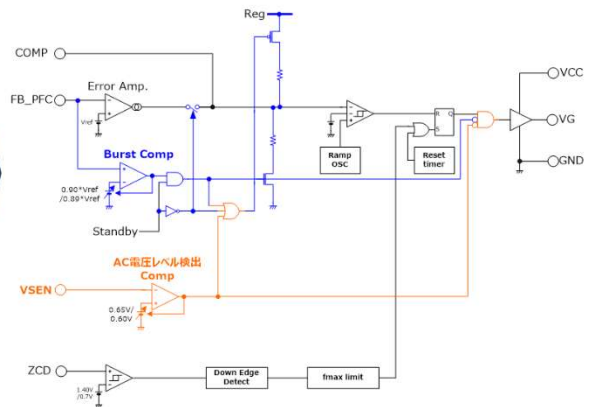 Reg
COMP
FB_PFC
Error Amp.
Vref
VCC
VG
GND
R
Q
S
Ramp
OSC
Reset
timer
Burst Comp
0.90*Vref
/0.89*Vref
Standby
AC電圧レベル検出
Comp
VSEN
0.65V/
0.60V
ZCD
1.40V
/0.7V
Down Edge
Detect
fmax limit